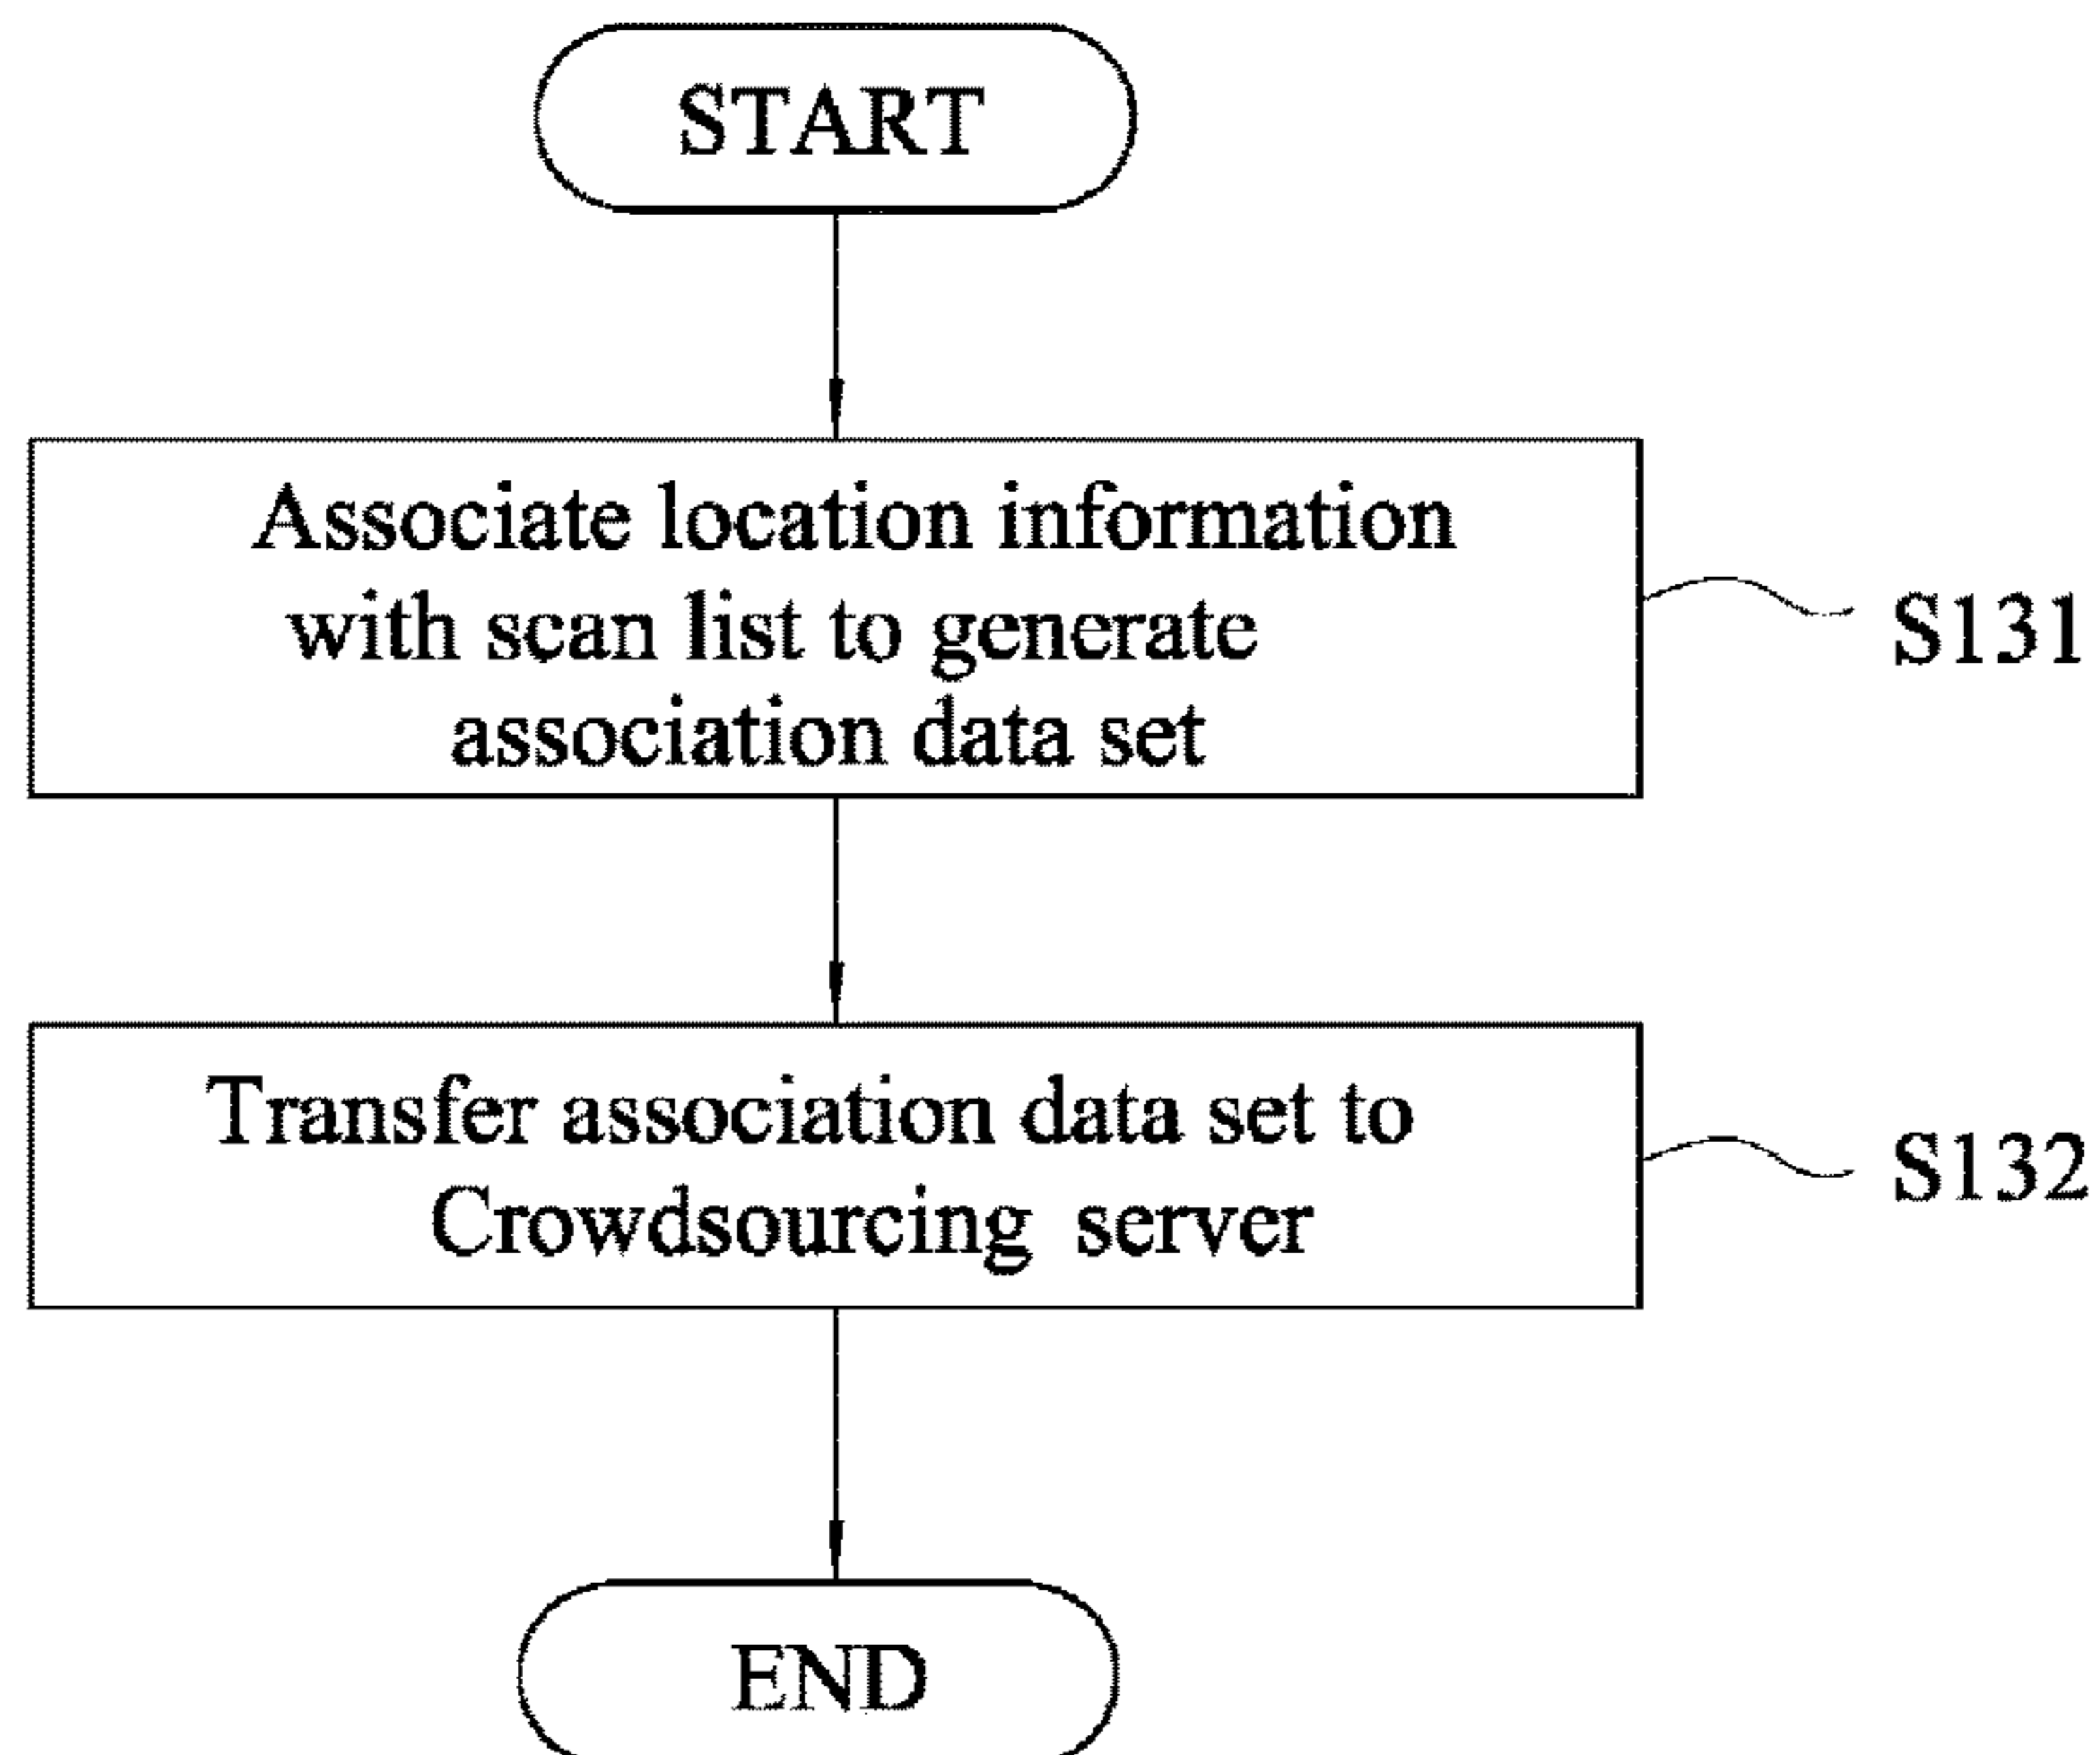 START
Associate location information
with scan list to generate
association data set
S131
Transfer association data set to
Crowdsourcing server
S132
END